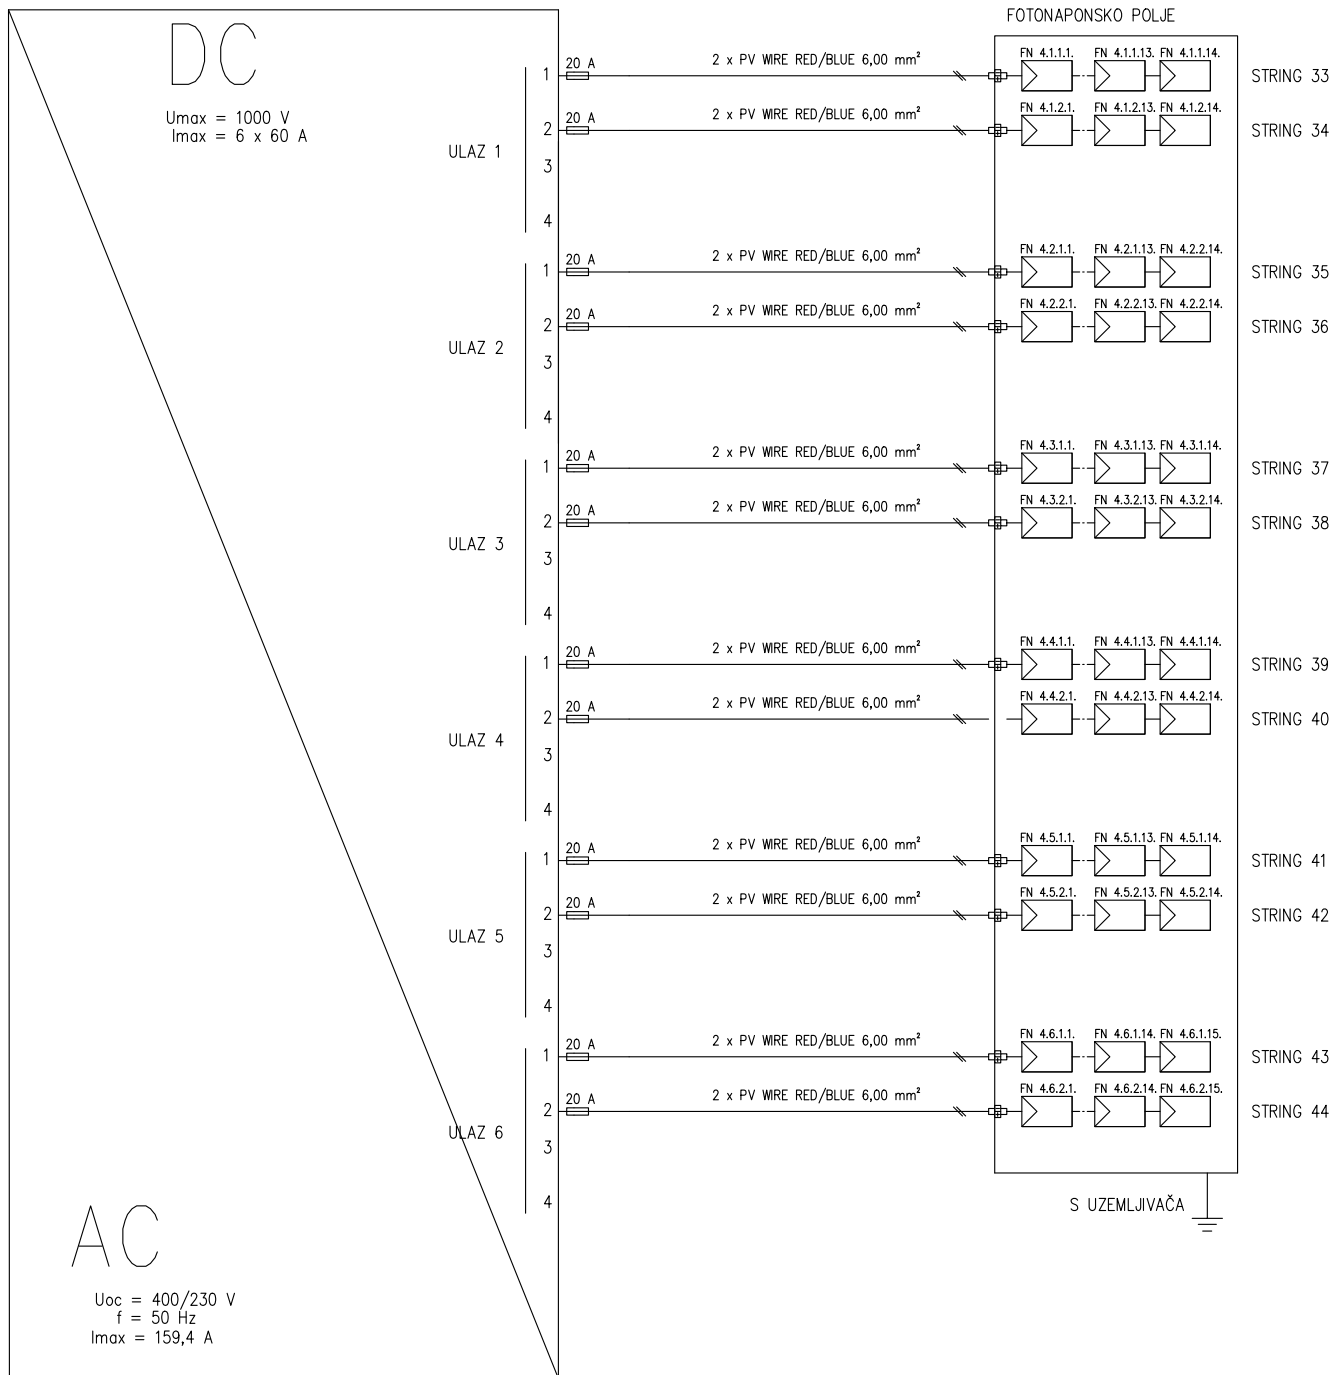 FOTONAPONSKO POLJE
DC
Umax = 1000 V
Imax = 6 x 60 A
ULAZ 1
1 20 A 2 x PV WIRE RED/BLUE 6,00 mm² FN 4.1.1.1. FN 4.1.1.13. FN 4.1.1.14. STRING 33
2 20 A 2 x PV WIRE RED/BLUE 6,00 mm² FN 4.1.2.1. FN 4.1.2.13. FN 4.1.2.14. STRING 34
3
4
ULAZ 2
1 20 A 2 x PV WIRE RED/BLUE 6,00 mm² FN 4.2.1.1. FN 4.2.1.13. FN 4.2.2.14. STRING 35
2 20 A 2 x PV WIRE RED/BLUE 6,00 mm² FN 4.2.2.1. FN 4.2.2.13. FN 4.2.2.14. STRING 36
3
4
ULAZ 3
1 20 A 2 x PV WIRE RED/BLUE 6,00 mm² FN 4.3.1.1. FN 4.3.1.13. FN 4.3.1.14. STRING 37
2 20 A 2 x PV WIRE RED/BLUE 6,00 mm² FN 4.3.2.1. FN 4.3.2.13. FN 4.3.2.14. STRING 38
3
4
ULAZ 4
1 20 A 2 x PV WIRE RED/BLUE 6,00 mm² FN 4.4.1.1. FN 4.4.1.13. FN 4.4.1.14. STRING 39
2 20 A 2 x PV WIRE RED/BLUE 6,00 mm² FN 4.4.2.1. FN 4.4.2.13. FN 4.4.2.14. STRING 40
3
4
ULAZ 5
1 20 A 2 x PV WIRE RED/BLUE 6,00 mm² FN 4.5.1.1. FN 4.5.1.13. FN 4.5.1.14. STRING 41
2 20 A 2 x PV WIRE RED/BLUE 6,00 mm² FN 4.5.2.1. FN 4.5.2.13. FN 4.5.2.14. STRING 42
3
4
ULAZ 6
1 20 A 2 x PV WIRE RED/BLUE 6,00 mm² FN 4.6.1.1. FN 4.6.1.14. FN 4.6.1.15. STRING 43
2 20 A 2 x PV WIRE RED/BLUE 6,00 mm² FN 4.6.2.1. FN 4.6.2.14. FN 4.6.2.15. STRING 44
3
4
S UZEMLJIVAČA
AC
Uoc = 400/230 V
f = 50 Hz
Imax = 159,4 A